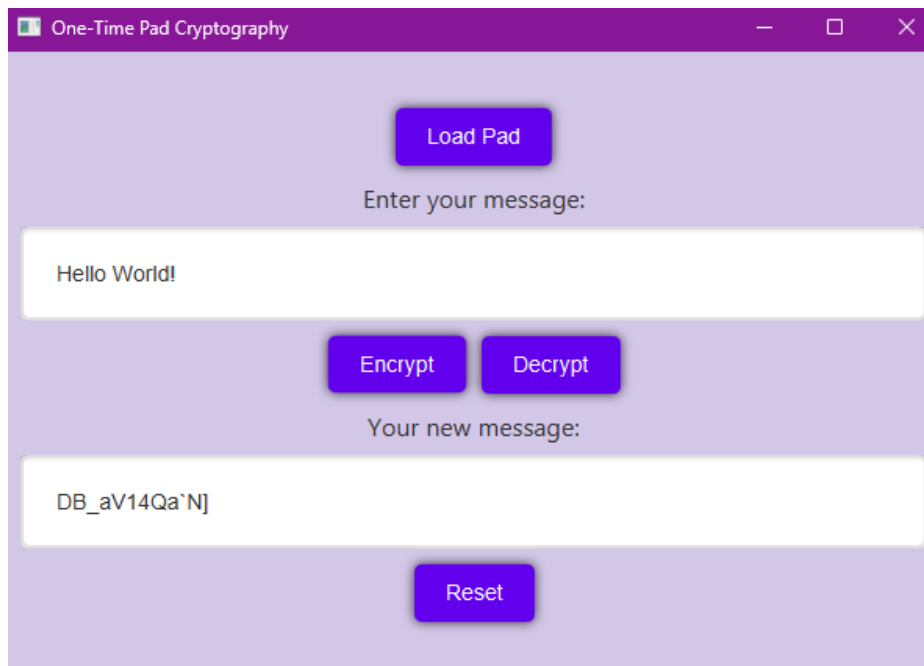 One-Time Pad Cryptography
Load Pad
Enter your message:
Hello World!
Encrypt Decrypt
Your new message:
DB_aV14Qa`N]
Reset